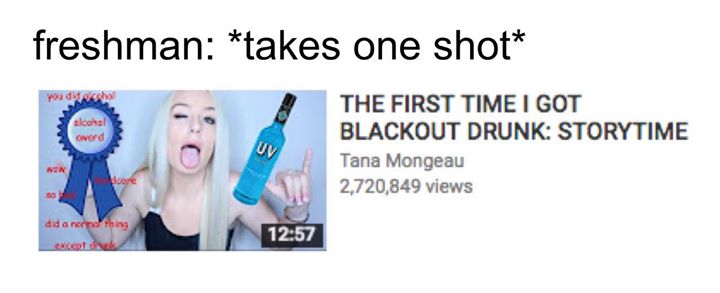 freshman: *takes one shot*
you did alcohol
alcohol
award
wow
hardcore
so
did a normal thing
except drunk
UV
12:57
THE FIRST TIME I GOT
BLACKOUT DRUNK: STORYTIME
Tana Mongeau
2,720,849 views